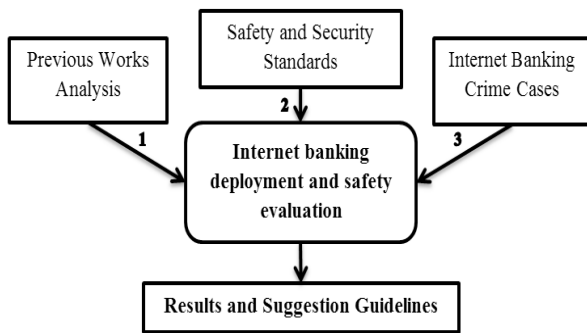 Previous Works
Analysis
Safety and Security
Standards
Internet Banking
Crime Cases
1
2
3
Internet banking
deployment and safety
evaluation
Results and Suggestion Guidelines